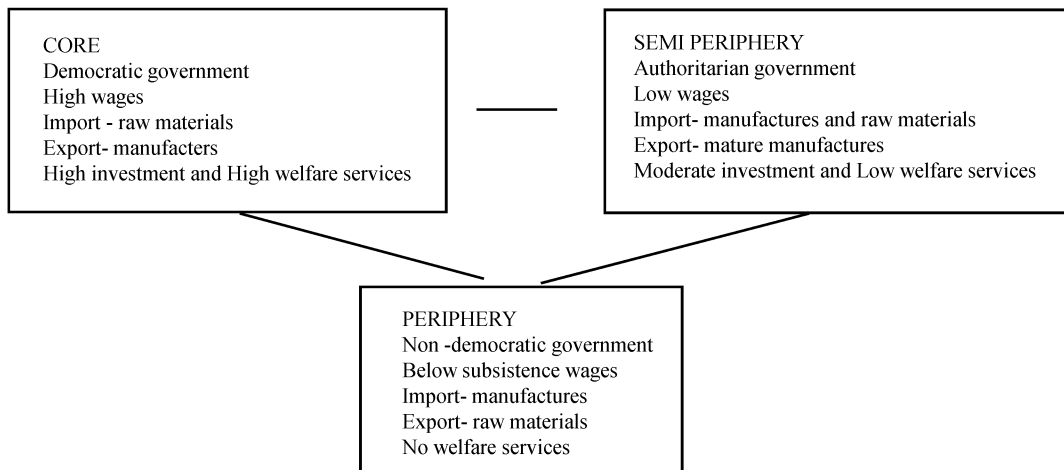 CORE
Democratic government
High wages
Import - raw materials
Export- manufacters
High investment and High welfare services
SEMI PERIPHERY
Authoritarian government
Low wages
Import- manufactures and raw materials
Export- mature manufactures
Moderate investment and Low welfare services
PERIPHERY
Non -democratic government
Below subsistence wages
Import- manufactures
Export- raw materials
No welfare services